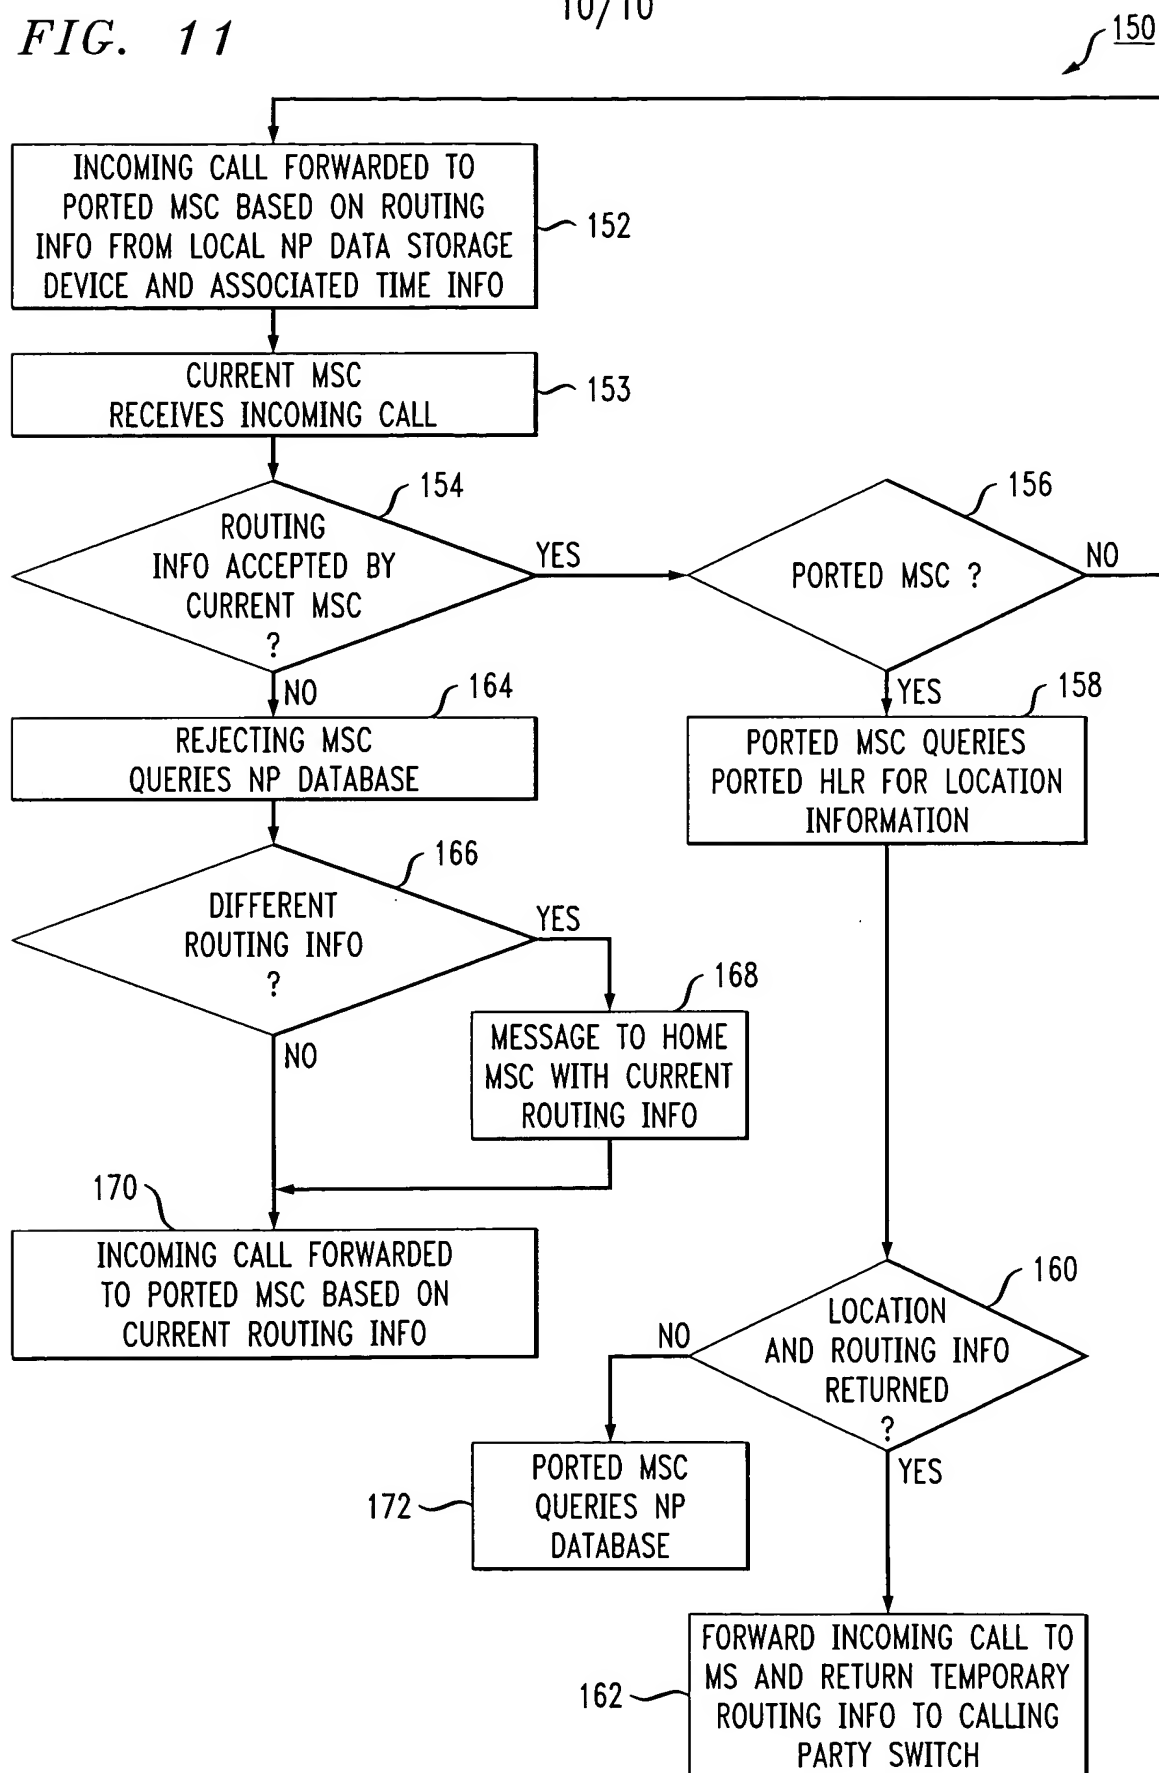 10/10
FIG. 11
150
INCOMING CALL FORWARDED TO
PORTED MSC BASED ON ROUTING
INFO FROM LOCAL NP DATA STORAGE
DEVICE AND ASSOCIATED TIME INFO
152
CURRENT MSC
RECEIVES INCOMING CALL
153
154
ROUTING
INFO ACCEPTED BY
CURRENT MSC
?
YES
NO
156
PORTED MSC ?
NO
YES
164
REJECTING MSC
QUERIES NP DATABASE
158
PORTED MSC QUERIES
PORTED HLR FOR LOCATION
INFORMATION
166
DIFFERENT
ROUTING INFO
?
YES
NO
168
MESSAGE TO HOME
MSC WITH CURRENT
ROUTING INFO
170
INCOMING CALL FORWARDED
TO PORTED MSC BASED ON
CURRENT ROUTING INFO
160
LOCATION
AND ROUTING INFO
RETURNED
?
NO
YES
172
PORTED MSC
QUERIES NP
DATABASE
162
FORWARD INCOMING CALL TO
MS AND RETURN TEMPORARY
ROUTING INFO TO CALLING
PARTY SWITCH